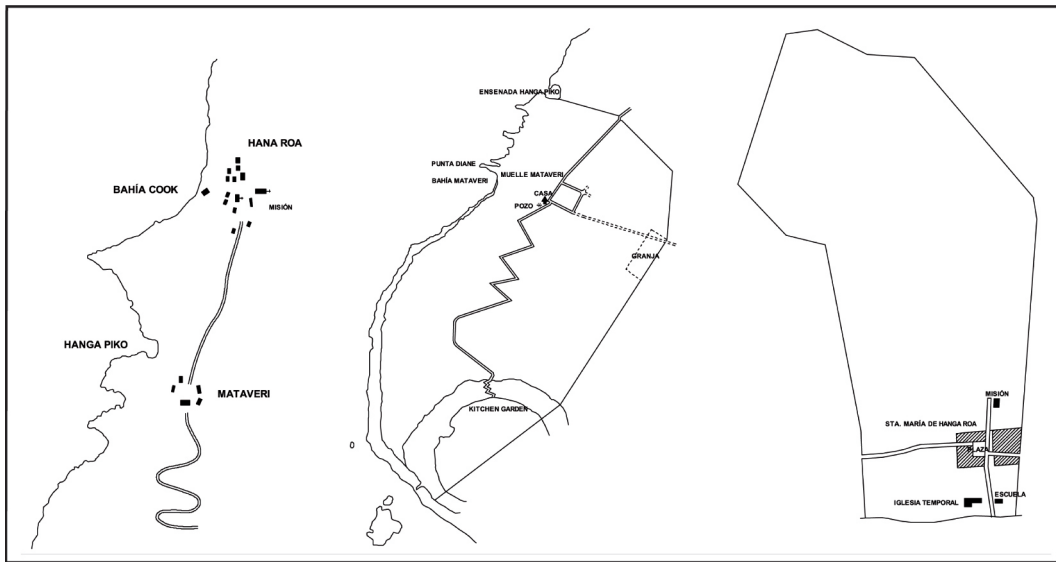 HANA ROA
BAHÍA COOK
MISIÓN
HANGA PIKO
MATAVERI
ENSENADA HANGA PIKO
PUNTA DIANE
MUELLE MATAVERI
BAHÍA MATAVERI
CASA
POZO
GRANJA
KITCHEN GARDEN
MISIÓN
STA. MARÍA DE HANGA ROA
PLAZA
IGLESIA TEMPORAL
ESCUELA